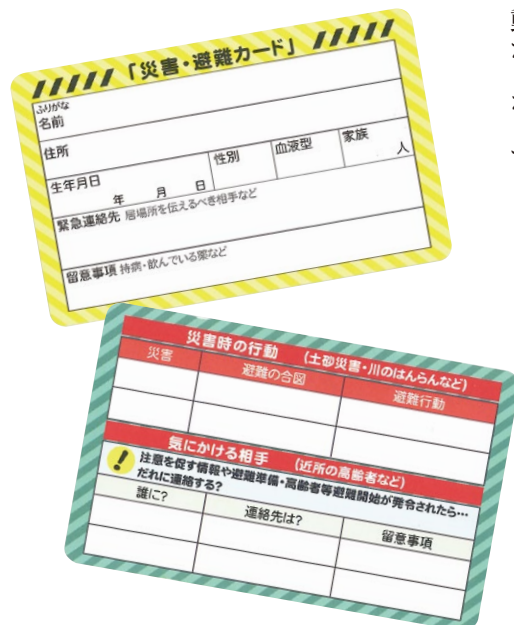 「災害・避難カード」
ふりがな
名前
住所
生年月日 年 月 日 性別 血液型 家族 人
緊急連絡先 居場所を伝えるべき相手など
留意事項 持病・飲んでいる薬など
災害時の行動 (土砂災害・川のはんらんなど)
災害 避難の合図 避難行動
気にかける相手 (近所の高齢者など)
! 注意を促す情報や避難準備・高齢者等避難開始が発令されたら…
だれに連絡する?
誰に? 連絡先は? 留意事項